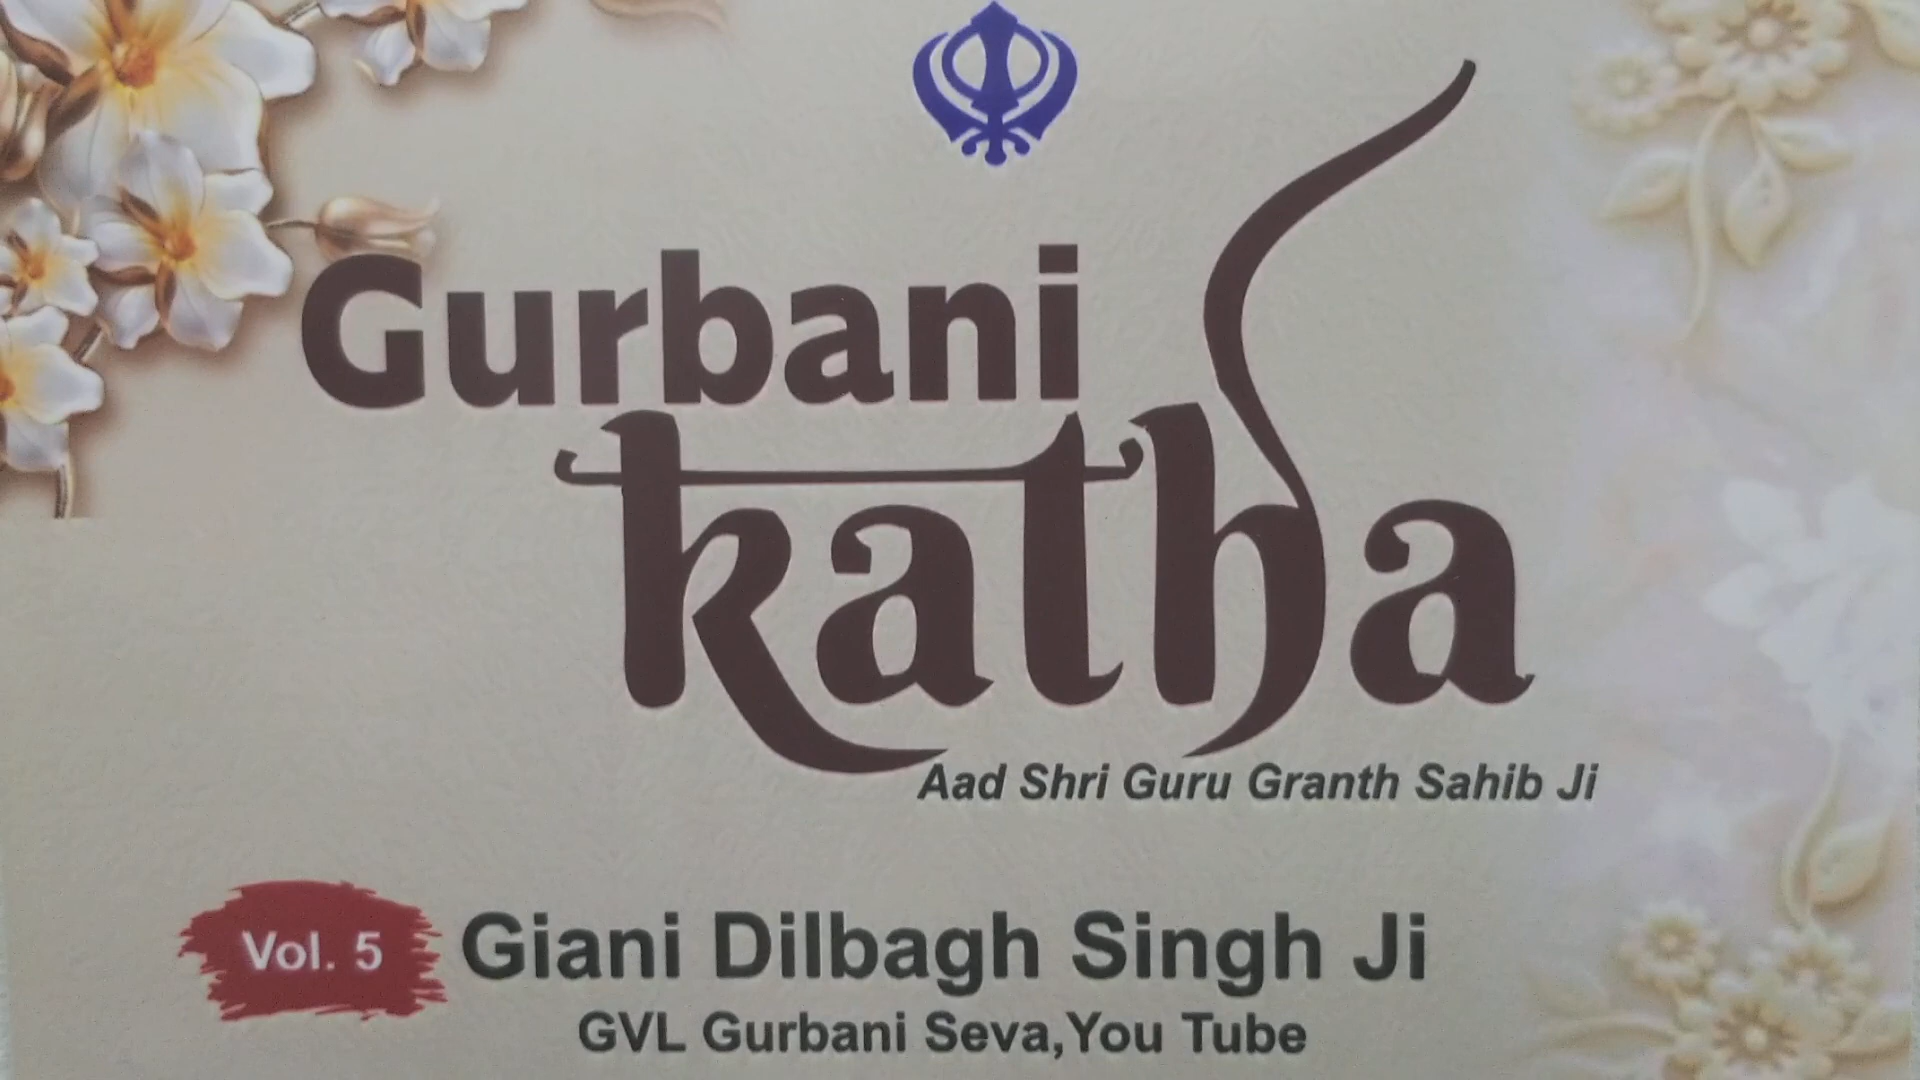 Gurbani
Katha
Aad Shri Guru Granth Sahib Ji
Vol. 5
Giani Dilbagh Singh Ji
GVL Gurbani Seva,You Tube